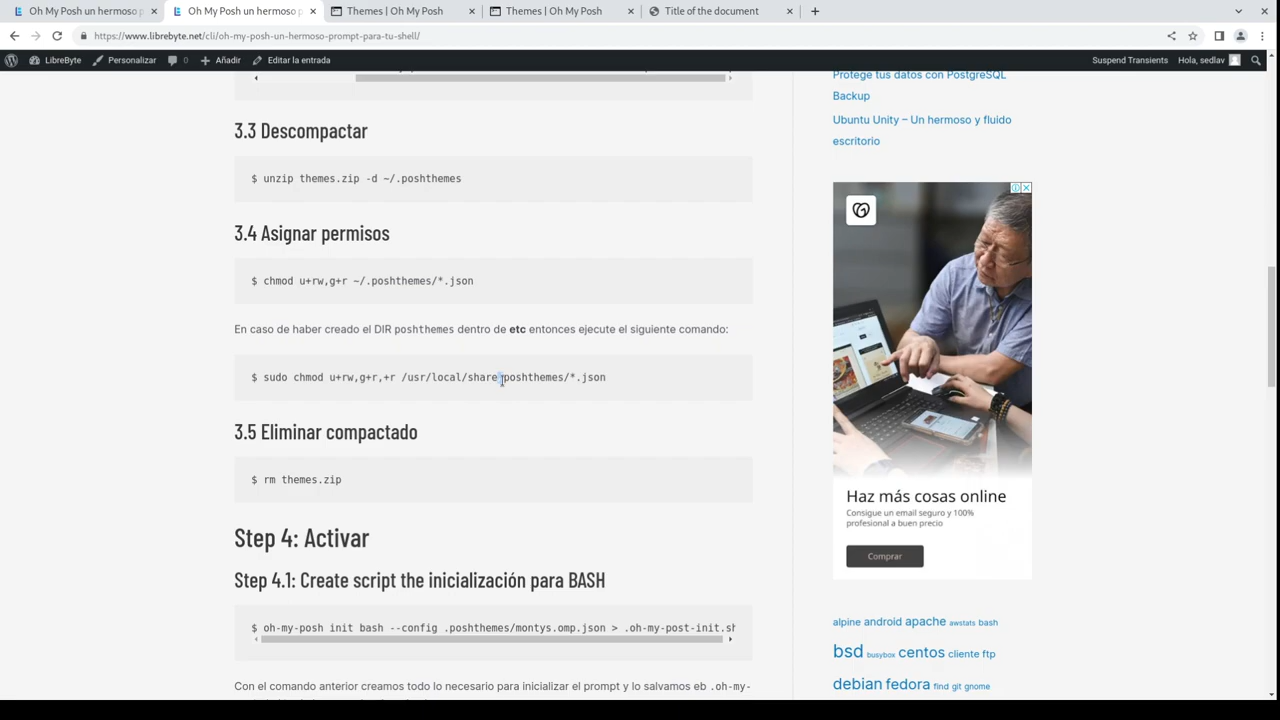 Oh My Posh un hermoso p
Oh My Posh un hermoso p
Themes | Oh My Posh
Themes | Oh My Posh
Title of the document
https://www.librebyte.net/cli/oh-my-posh-un-hermoso-prompt-para-tu-shell/
LibreByte
Personalizar
0
Añadir
Editar la entrada
Suspend Transients
Hola, sedlav
3.3 Descompactar
$ unzip themes.zip -d ~/.poshthemes
3.4 Asignar permisos
$ chmod u+rw,g+r ~/.poshthemes/*.json
En caso de haber creado el DIR poshthemes dentro de etc entonces ejecute el siguiente comando:
$ sudo chmod u+rw,g+r,+r /usr/local/share/poshthemes/*.json
3.5 Eliminar compactado
$ rm themes.zip
Step 4: Activar
Step 4.1: Create script the inicialización para BASH
$ oh-my-posh init bash --config .poshthemes/montys.omp.json > .oh-my-post-init.sh
Con el comando anterior creamos todo lo necesario para inicializar el prompt y lo salvamos eb .oh-my-
Protege tus datos con PostgreSQL
Backup
Ubuntu Unity – Un hermoso y fluido
escritorio
Haz más cosas online
Consigue un email seguro y 100%
profesional a buen precio
Comprar
alpine android apache awstats bash
bsd busybox centos cliente ftp
debian fedora find git gnome